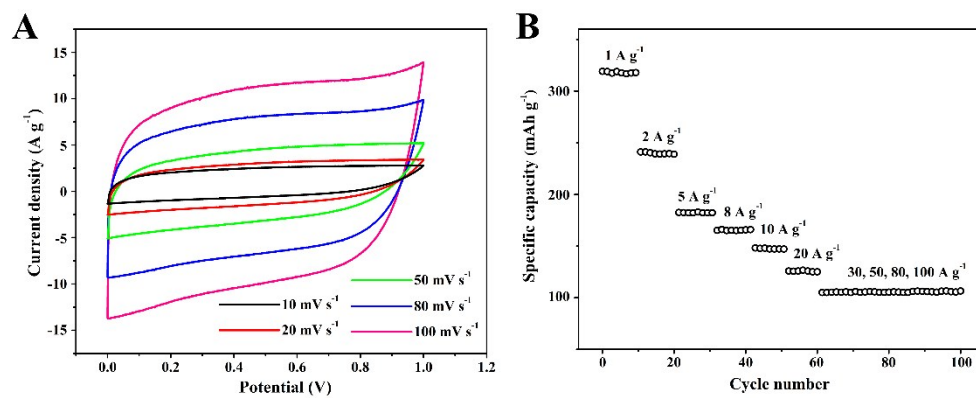 A
15
10
5
0
-5
-10
-15
Current density (A g⁻¹)
10 mV s⁻¹
20 mV s⁻¹
50 mV s⁻¹
80 mV s⁻¹
100 mV s⁻¹
0.0 0.2 0.4 0.6 0.8 1.0 1.2
Potential (V)
B
300
200
100
Specific capacity (mAh g⁻¹)
1 A g⁻¹
2 A g⁻¹
5 A g⁻¹
8 A g⁻¹
10 A g⁻¹
20 A g⁻¹
30, 50, 80, 100 A g⁻¹
0 20 40 60 80 100
Cycle number